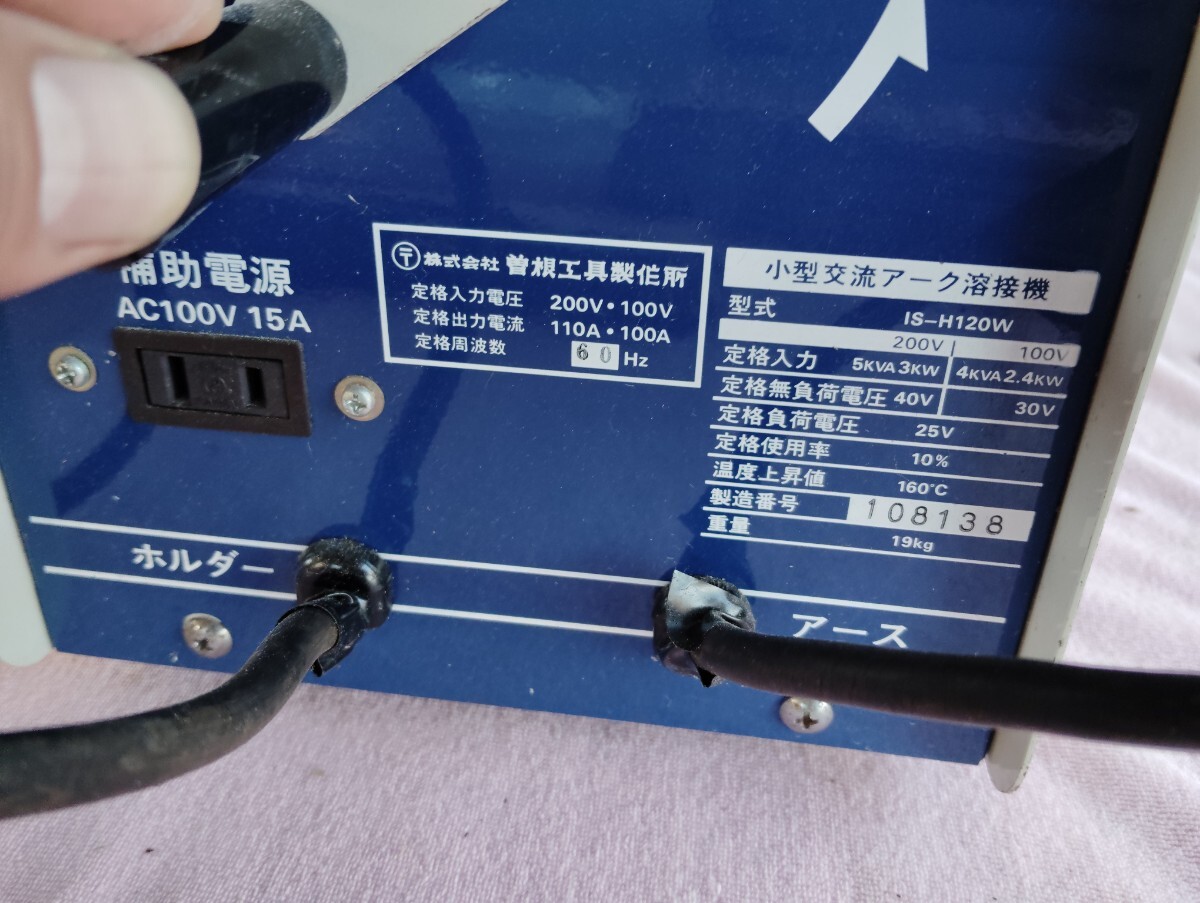 補助電源
AC100V 15A
〒 株式会社 曽根工具製作所
定格入力電圧 200V・100V
定格出力電流 110A・100A
定格周波数 60 Hz
小型交流アーク溶接機
型式 IS-H120W
200V 100V
定格入力 5KVA 3KW 4KVA 2.4KW
定格無負荷電圧 40V 30V
定格負荷電圧 25V
定格使用率 10%
温度上昇値 160°C
製造番号 108138
重量 19kg
ホルダー
アース